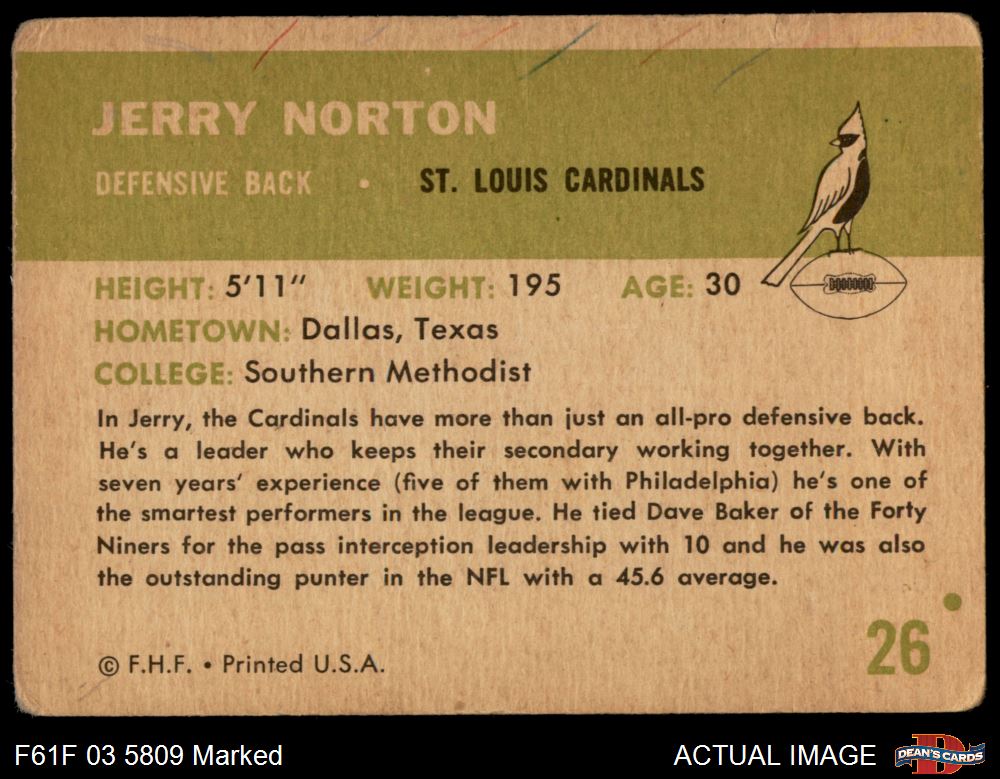 JERRY NORTON
DEFENSIVE BACK • ST. LOUIS CARDINALS
HEIGHT: 5'11" WEIGHT: 195 AGE: 30
HOMETOWN: Dallas, Texas
COLLEGE: Southern Methodist
In Jerry, the Cardinals have more than just an all-pro defensive back.
He's a leader who keeps their secondary working together. With
seven years' experience (five of them with Philadelphia) he's one of
the smartest performers in the league. He tied Dave Baker of the Forty
Niners for the pass interception leadership with 10 and he was also
the outstanding punter in the NFL with a 45.6 average.
26
© F.H.F. • Printed U.S.A.
F61F 03 5809 Marked
ACTUAL IMAGE
DEAN'S CARDS